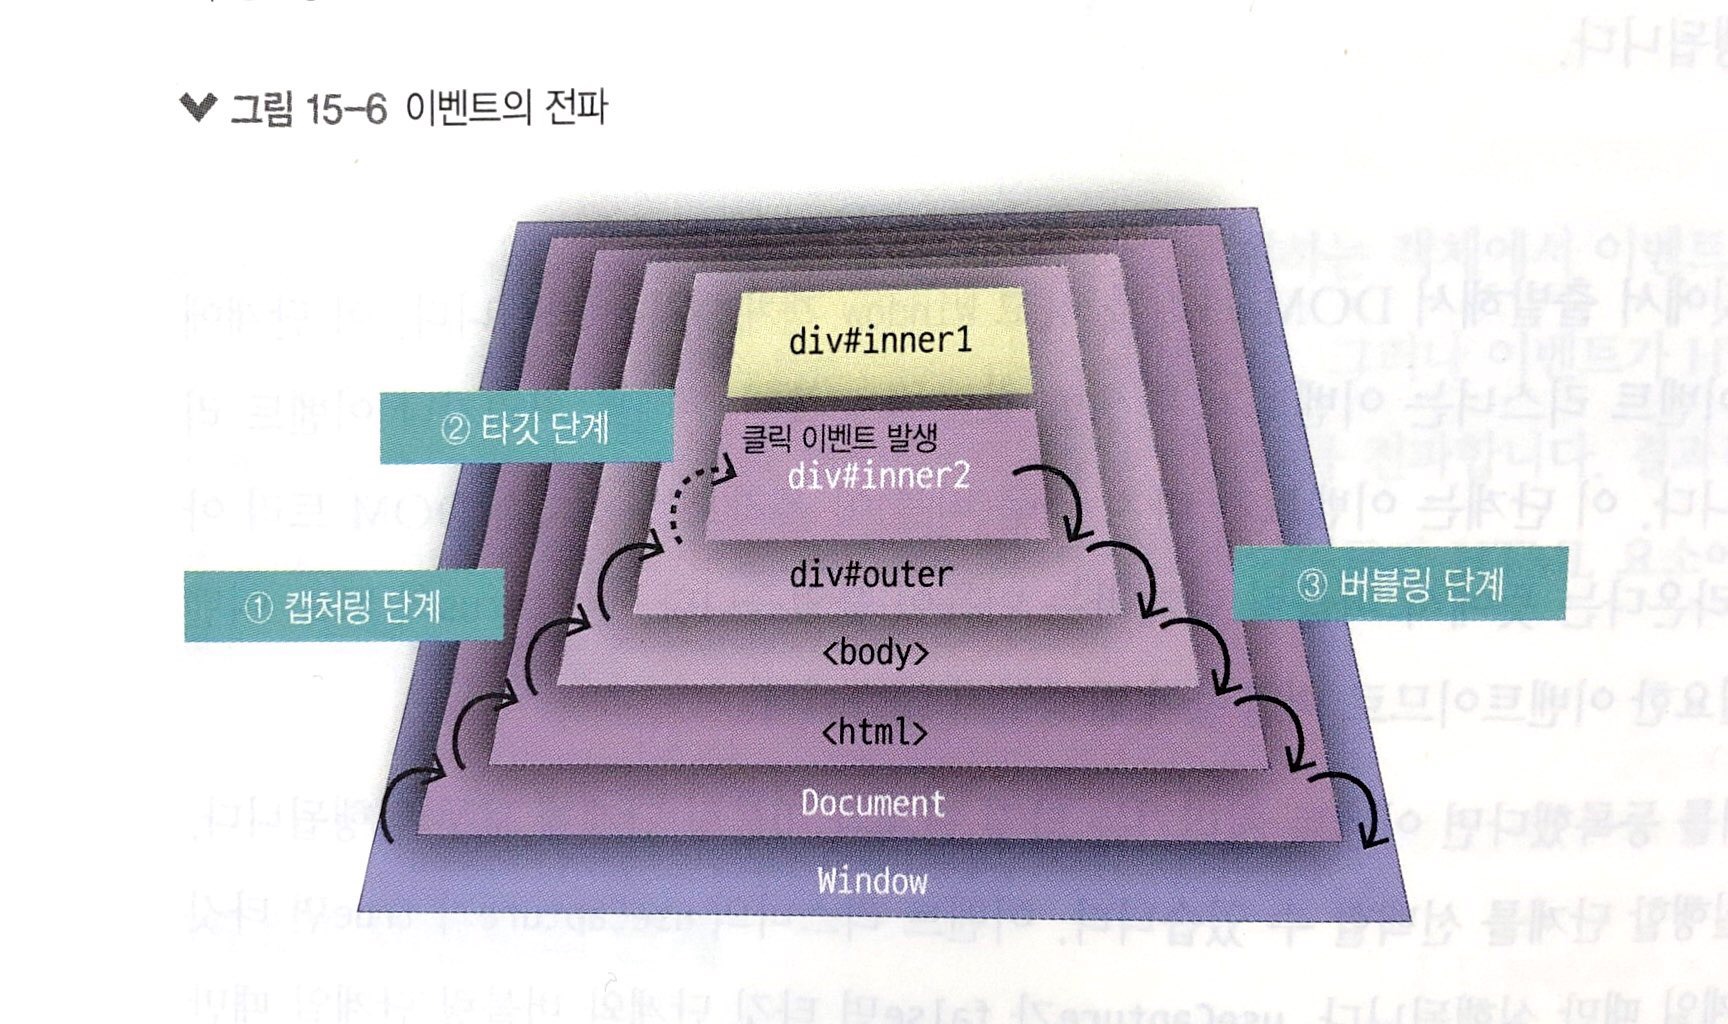 그림 15-6 이벤트의 전파
div#inner1
② 타깃 단계
클릭 이벤트 발생
div#inner2
div#outer
① 캡처링 단계
③ 버블링 단계
<body>
<html>
Document
Window